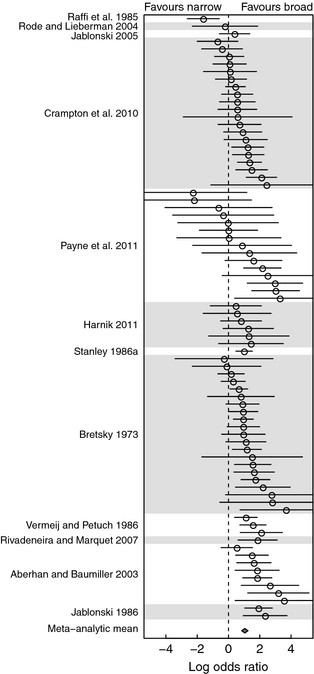 Favours narrow Favours broad
Raffi et al. 1985
Rode and Lieberman 2004
Jablonski 2005
Crampton et al. 2010
Payne et al. 2011
Harnik 2011
Stanley 1986a
Bretsky 1973
Vermeij and Petuch 1986
Rivadeneira and Marquet 2007
Aberhan and Baumiller 2003
Jablonski 1986
Meta−analytic mean
−4 −2 0 2 4
Log odds ratio